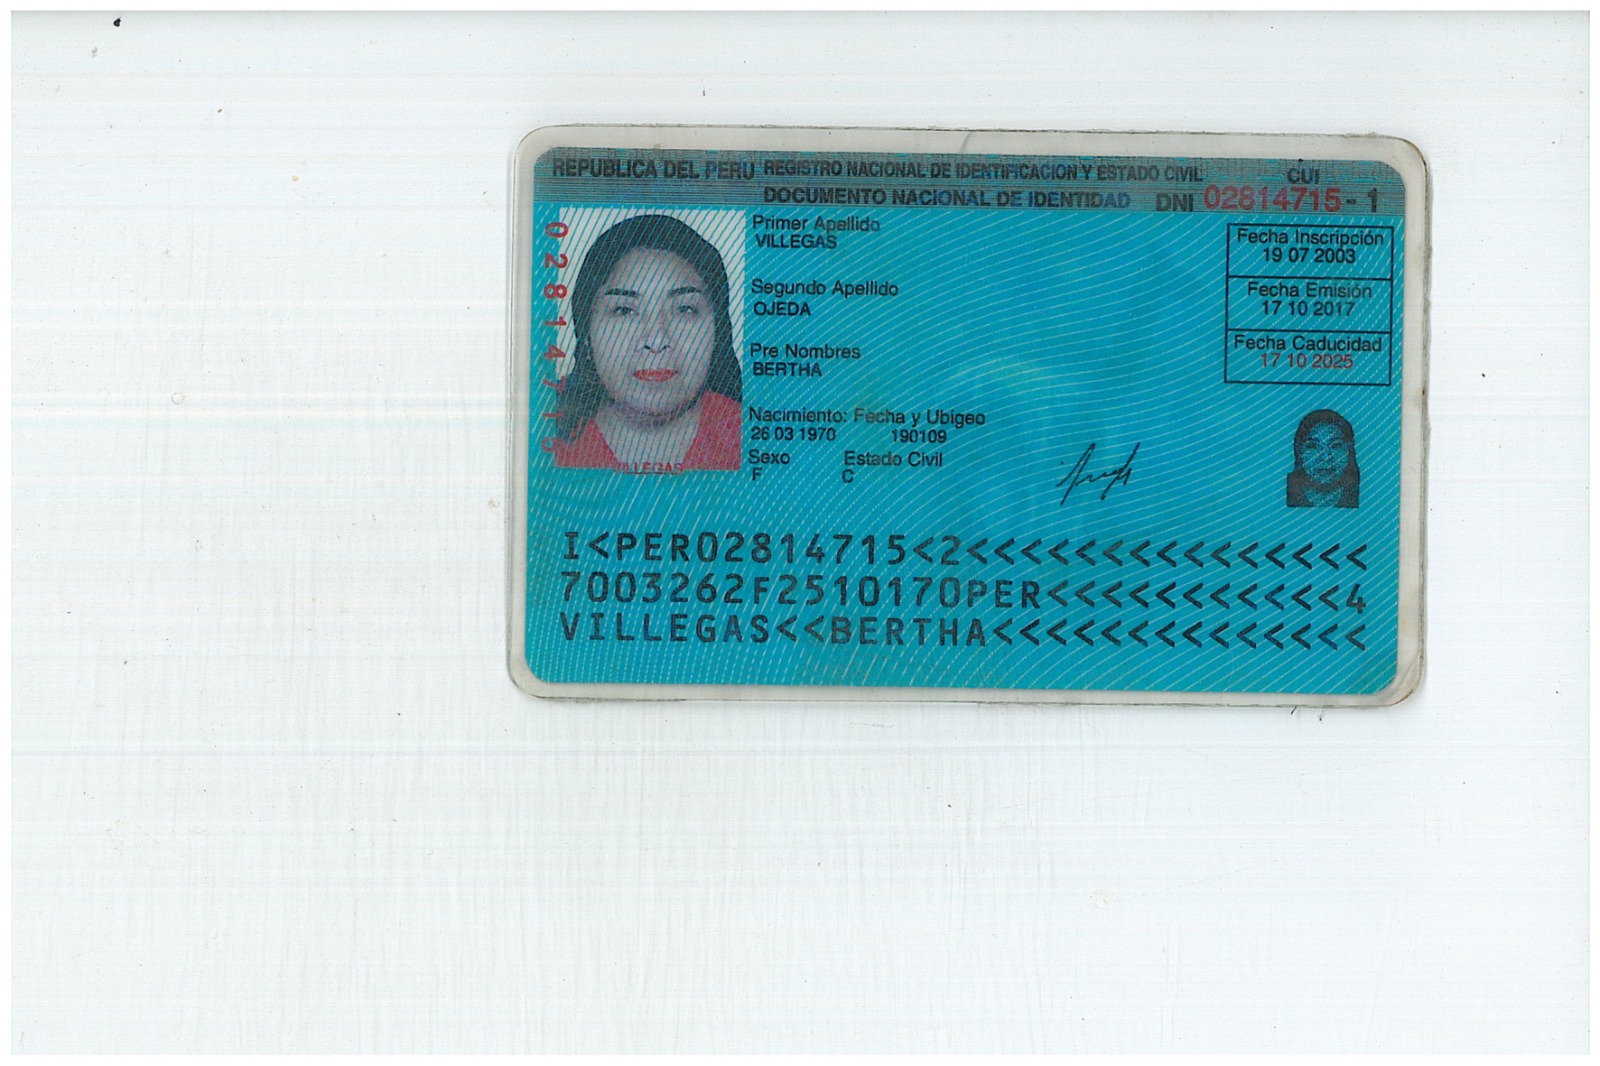 REPUBLICA DEL PERU REGISTRO NACIONAL DE IDENTIFICACION Y ESTADO CIVIL
CUI
DOCUMENTO NACIONAL DE IDENTIDAD DNI 02814715 - 1
02814715
Primer Apellido
VILLEGAS
Segundo Apellido
OJEDA
Pre Nombres
BERTHA
Nacimiento: Fecha y Ubigeo
26 03 1970 190109
Sexo Estado Civil
F C
VILLEGAS
Fecha Inscripción
19 07 2003
Fecha Emisión
17 10 2017
Fecha Caducidad
17 10 2025
I<PER02814715<2<<<<<<<<<<<<<<<
7003262F2510170PER<<<<<<<<<<<4
VILLEGAS<<BERTHA<<<<<<<<<<<<<<